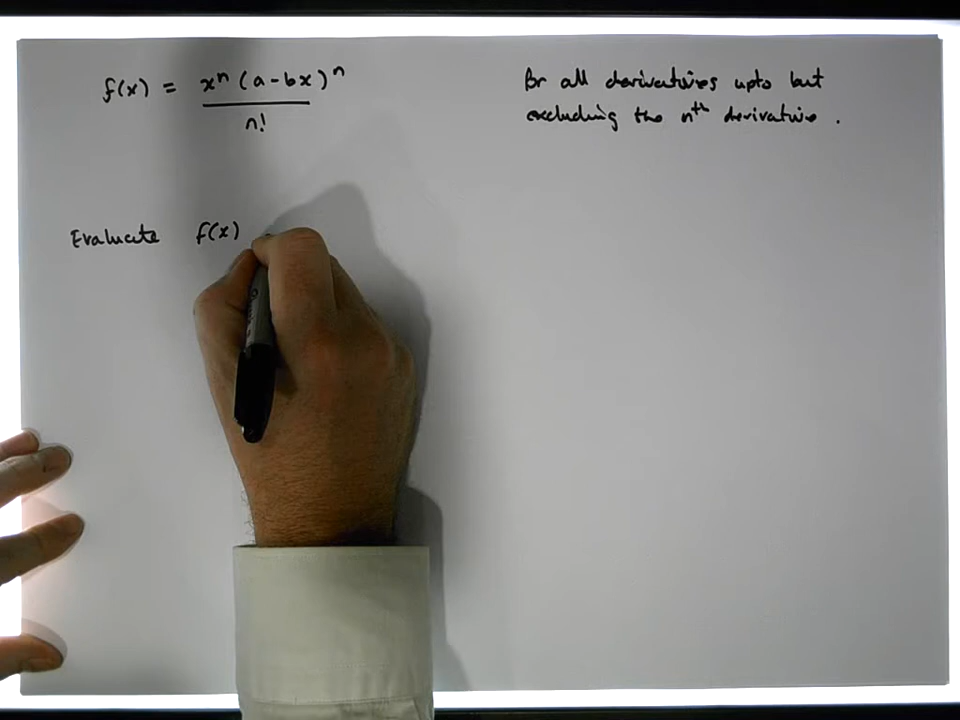 f(x) = xⁿ (a-bx)ⁿ / n!
for all derivatives upto but
excluding the nᵗʰ derivative .
Evaluate f(x)